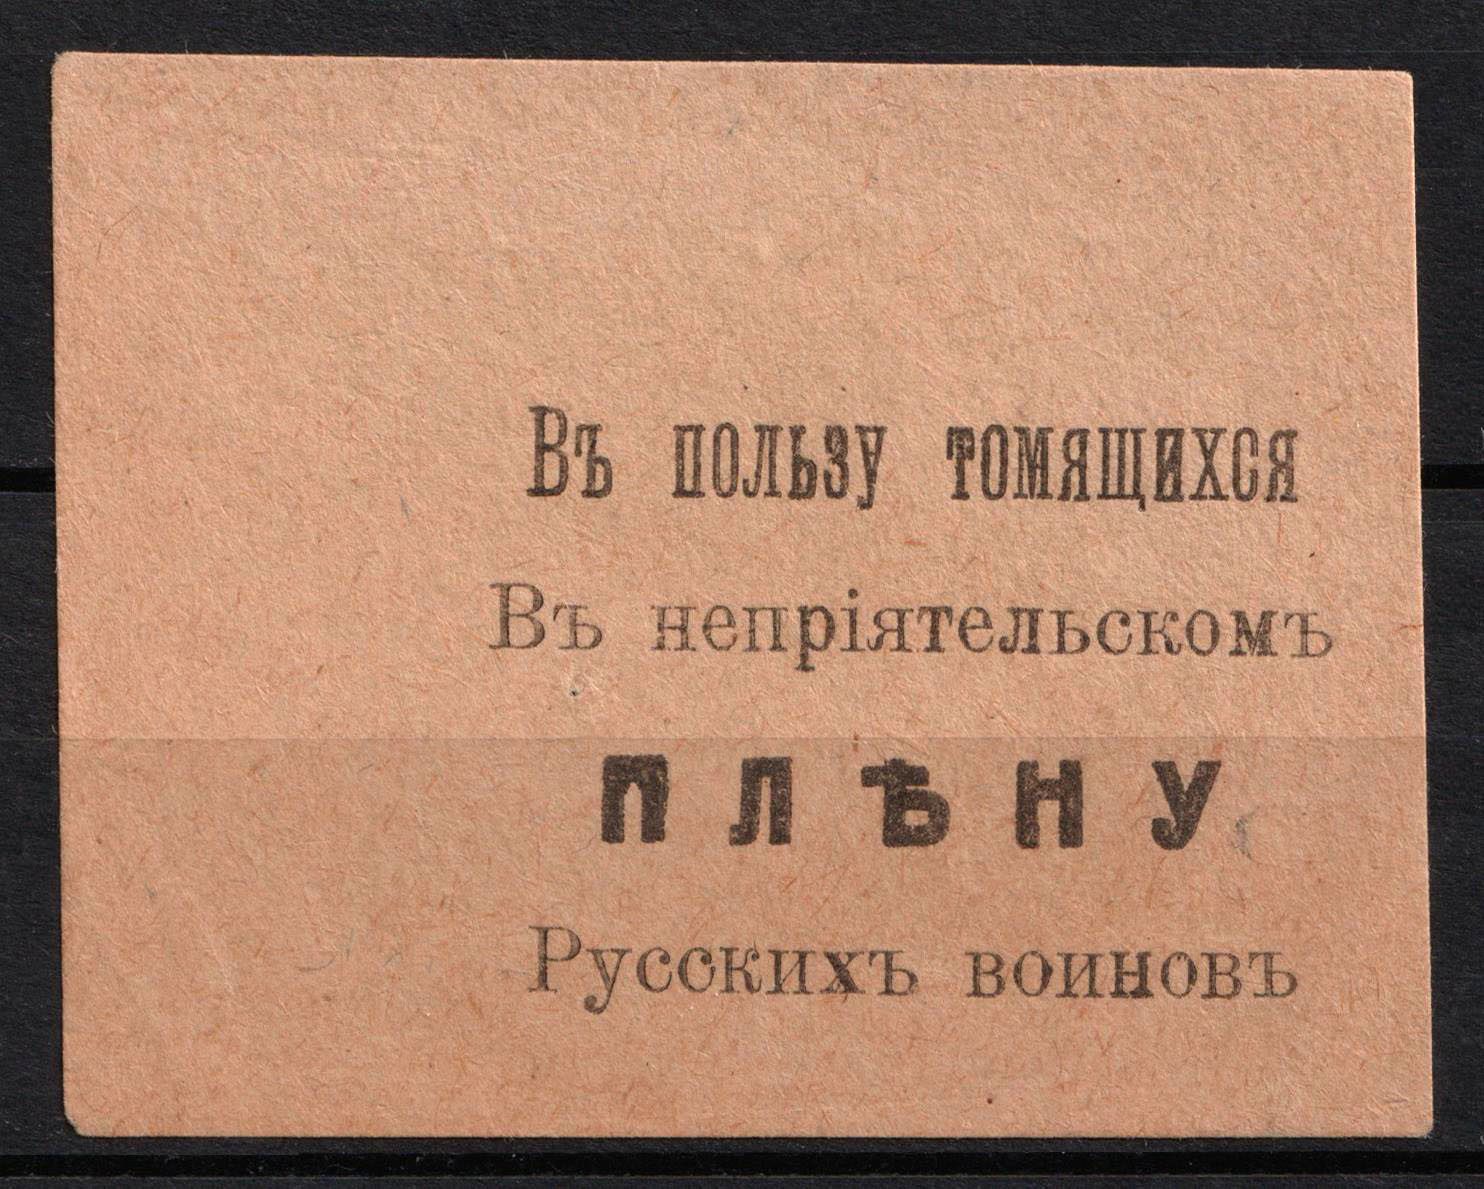 Въ пользу томящихся
Въ непріятельскомъ
ПЛѢНУ
Русскихъ воиновъ